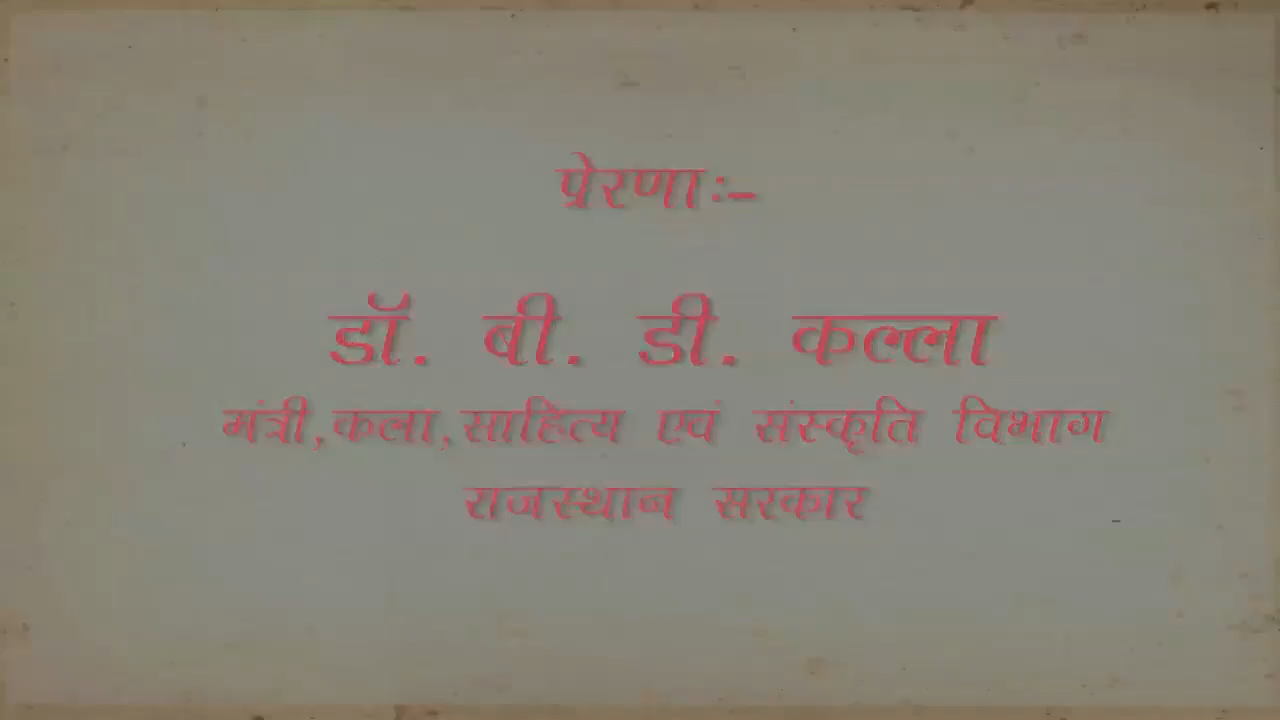 प्रेरणाः-
डॉ. बी. डी. कल्ला
मंत्री,कला,साहित्य एवं संस्कृति विभाग
राजस्थान सरकार